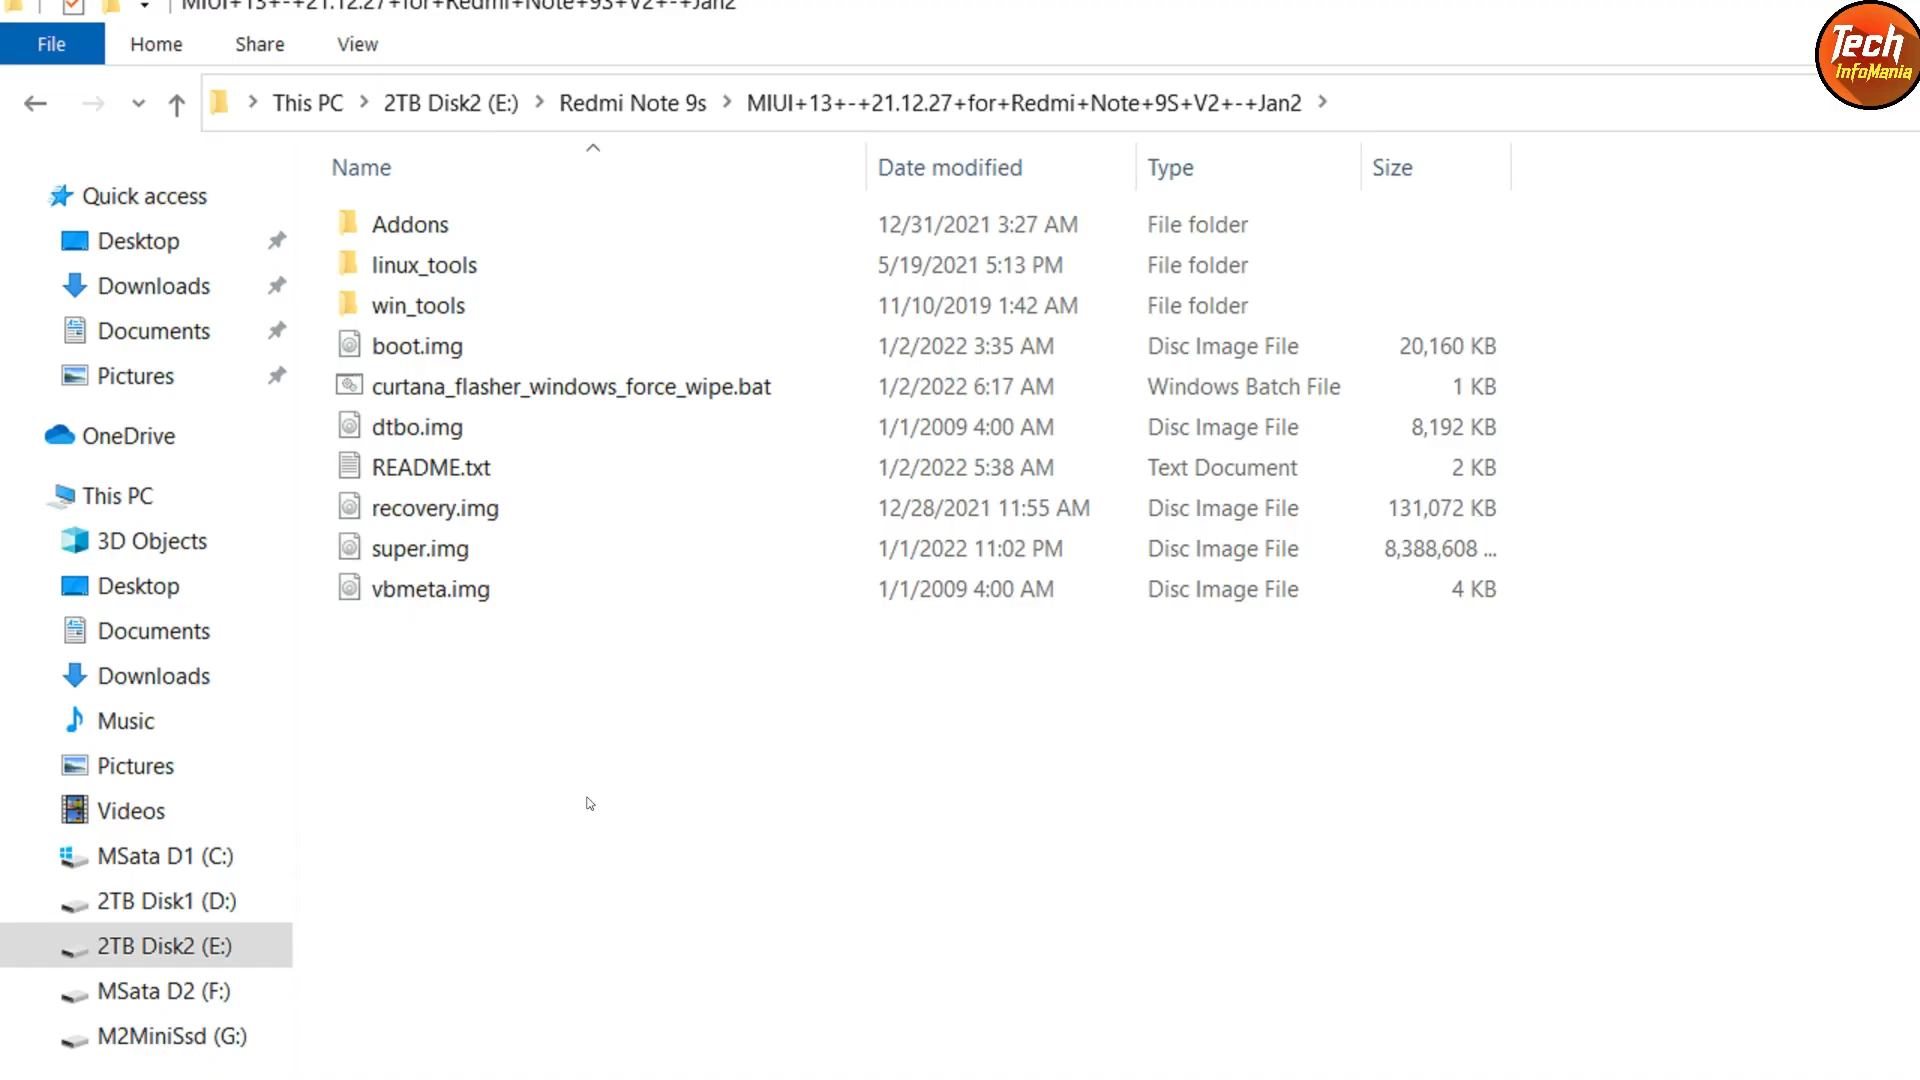 MIUI+13+-+21.12.27+for+Redmi+Note+9S+V2+-+Jan2
File Home Share View
Tech
InfoMania
This PC 2TB Disk2 (E:) Redmi Note 9s MIUI+13+-+21.12.27+for+Redmi+Note+9S+V2+-+Jan2
Name Date modified Type Size
Quick access
Desktop
Downloads
Documents
Pictures
OneDrive
This PC
3D Objects
Desktop
Documents
Downloads
Music
Pictures
Videos
MSata D1 (C:)
2TB Disk1 (D:)
2TB Disk2 (E:)
MSata D2 (F:)
M2MiniSsd (G:)
Addons 12/31/2021 3:27 AM File folder
linux_tools 5/19/2021 5:13 PM File folder
win_tools 11/10/2019 1:42 AM File folder
boot.img 1/2/2022 3:35 AM Disc Image File 20,160 KB
curtana_flasher_windows_force_wipe.bat 1/2/2022 6:17 AM Windows Batch File 1 KB
dtbo.img 1/1/2009 4:00 AM Disc Image File 8,192 KB
README.txt 1/2/2022 5:38 AM Text Document 2 KB
recovery.img 12/28/2021 11:55 AM Disc Image File 131,072 KB
super.img 1/1/2022 11:02 PM Disc Image File 8,388,608 ...
vbmeta.img 1/1/2009 4:00 AM Disc Image File 4 KB